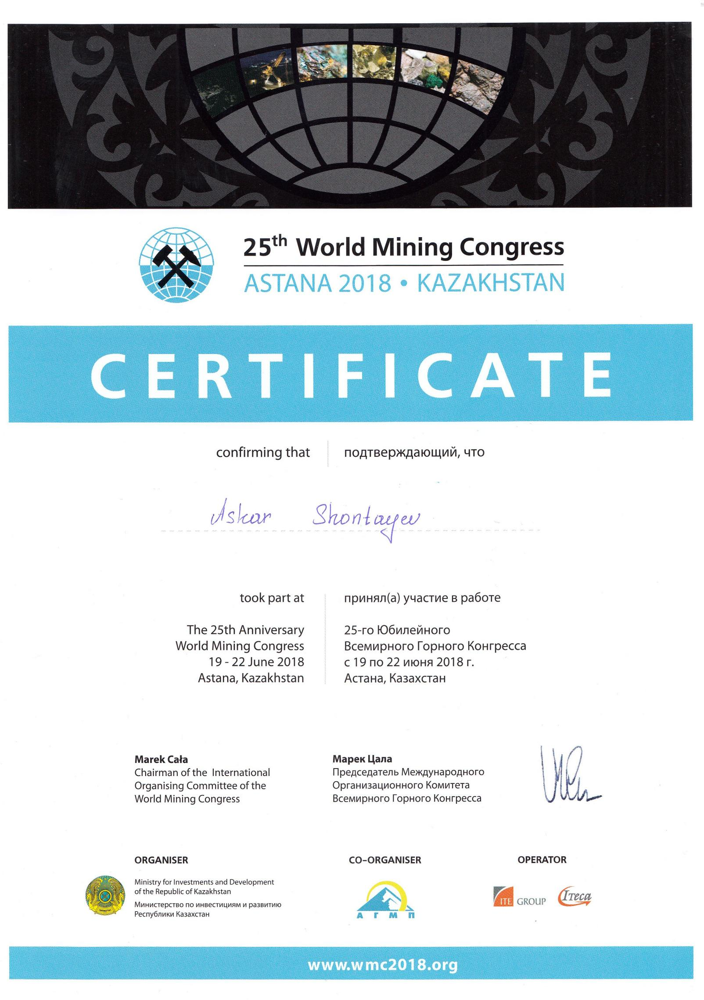 25th World Mining Congress
ASTANA 2018 • KAZAKHSTAN
CERTIFICATE
confirming that
подтверждающий, что
Askar Shontayev
took part at
The 25th Anniversary
World Mining Congress
19 - 22 June 2018
Astana, Kazakhstan
принял(а) участие в работе
25-го Юбилейного
Всемирного Горного Конгресса
с 19 по 22 июня 2018 г.
Астана, Казахстан
Marek Cała
Chairman of the International
Organising Committee of the
World Mining Congress
Марек Цала
Председатель Международного
Организационного Комитета
Всемирного Горного Конгресса
ORGANISER
Ministry for Investments and Development
of the Republic of Kazakhstan
Министерство по инвестициям и развитию
Республики Казахстан
CO-ORGANISER
АГМП
OPERATOR
ITE GROUP
ITeca
www.wmc2018.org